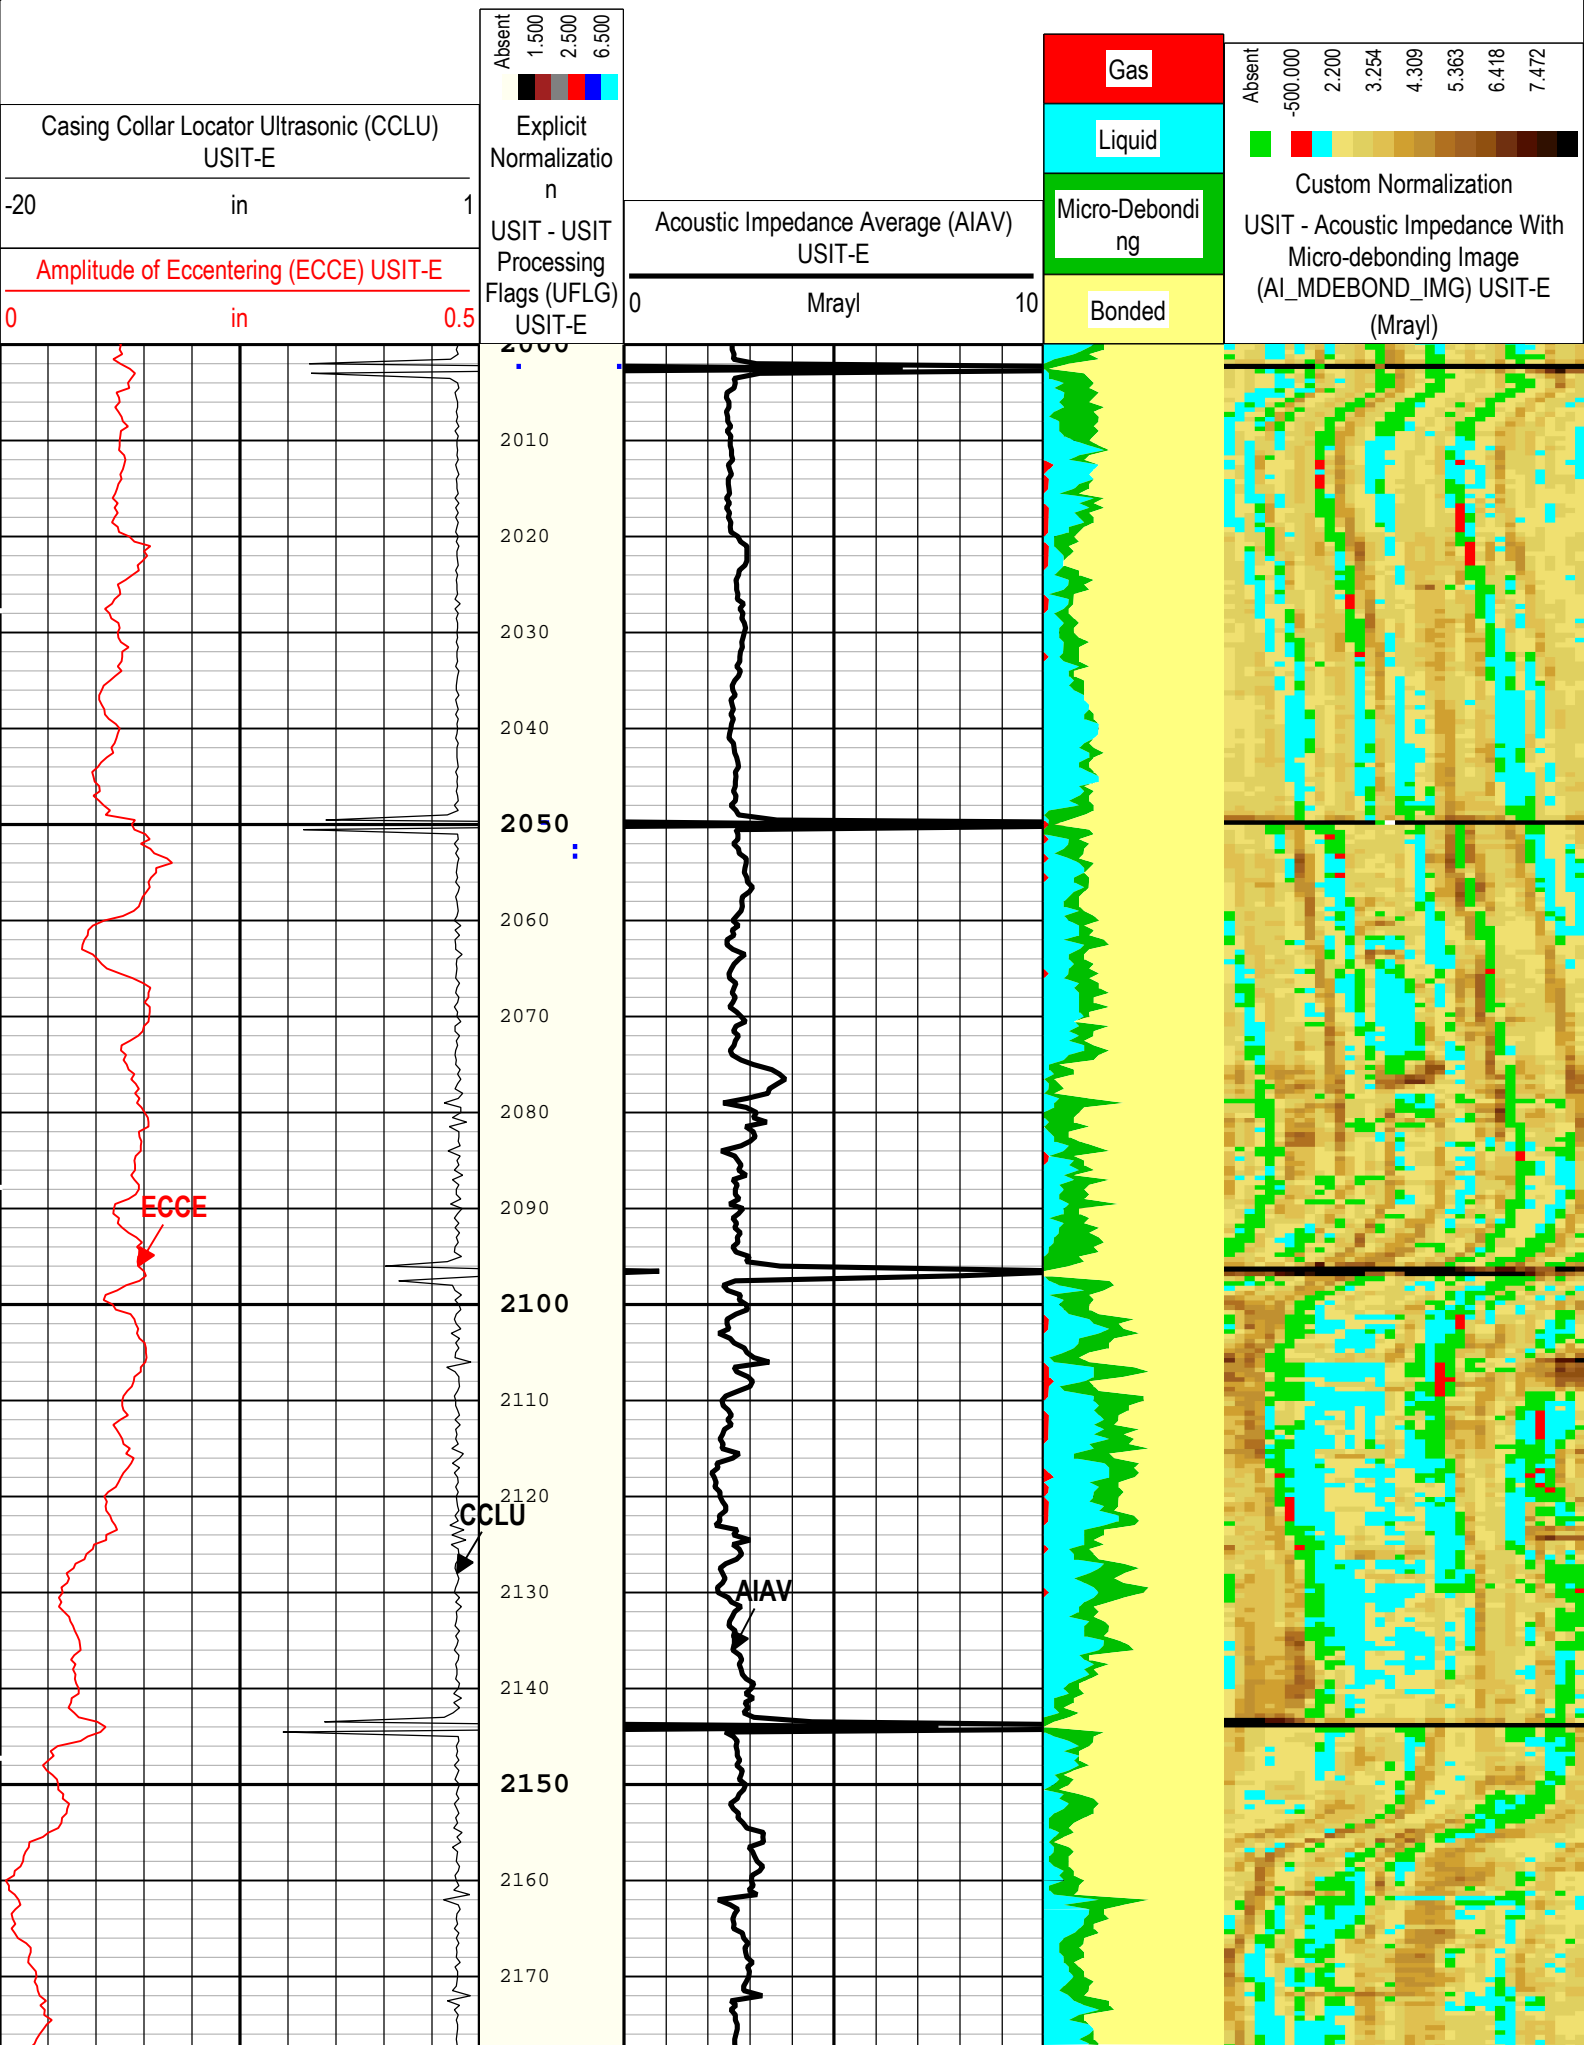 Casing Collar Locator Ultrasonic (CCLU)
USIT-E
-20 in 1
Amplitude of Eccentering (ECCE) USIT-E
0 in 0.5
Absent
1.500
2.500
6.500
Explicit
Normalizatio
n
USIT - USIT
Processing
Flags (UFLG)
USIT-E
Acoustic Impedance Average (AIAV)
USIT-E
0 Mrayl 10
Gas
Liquid
Micro-Debondi
ng
Bonded
Absent
-500.000
2.200
3.254
4.309
5.363
6.418
7.472
Custom Normalization
USIT - Acoustic Impedance With
Micro-debonding Image
(AI_MDEBOND_IMG) USIT-E
(Mrayl)
2000
2010
2020
2030
2040
2050
2060
2070
2080
2090
ECCE
2100
2110
2120
CCLU
2130
AIAV
2140
2150
2160
2170